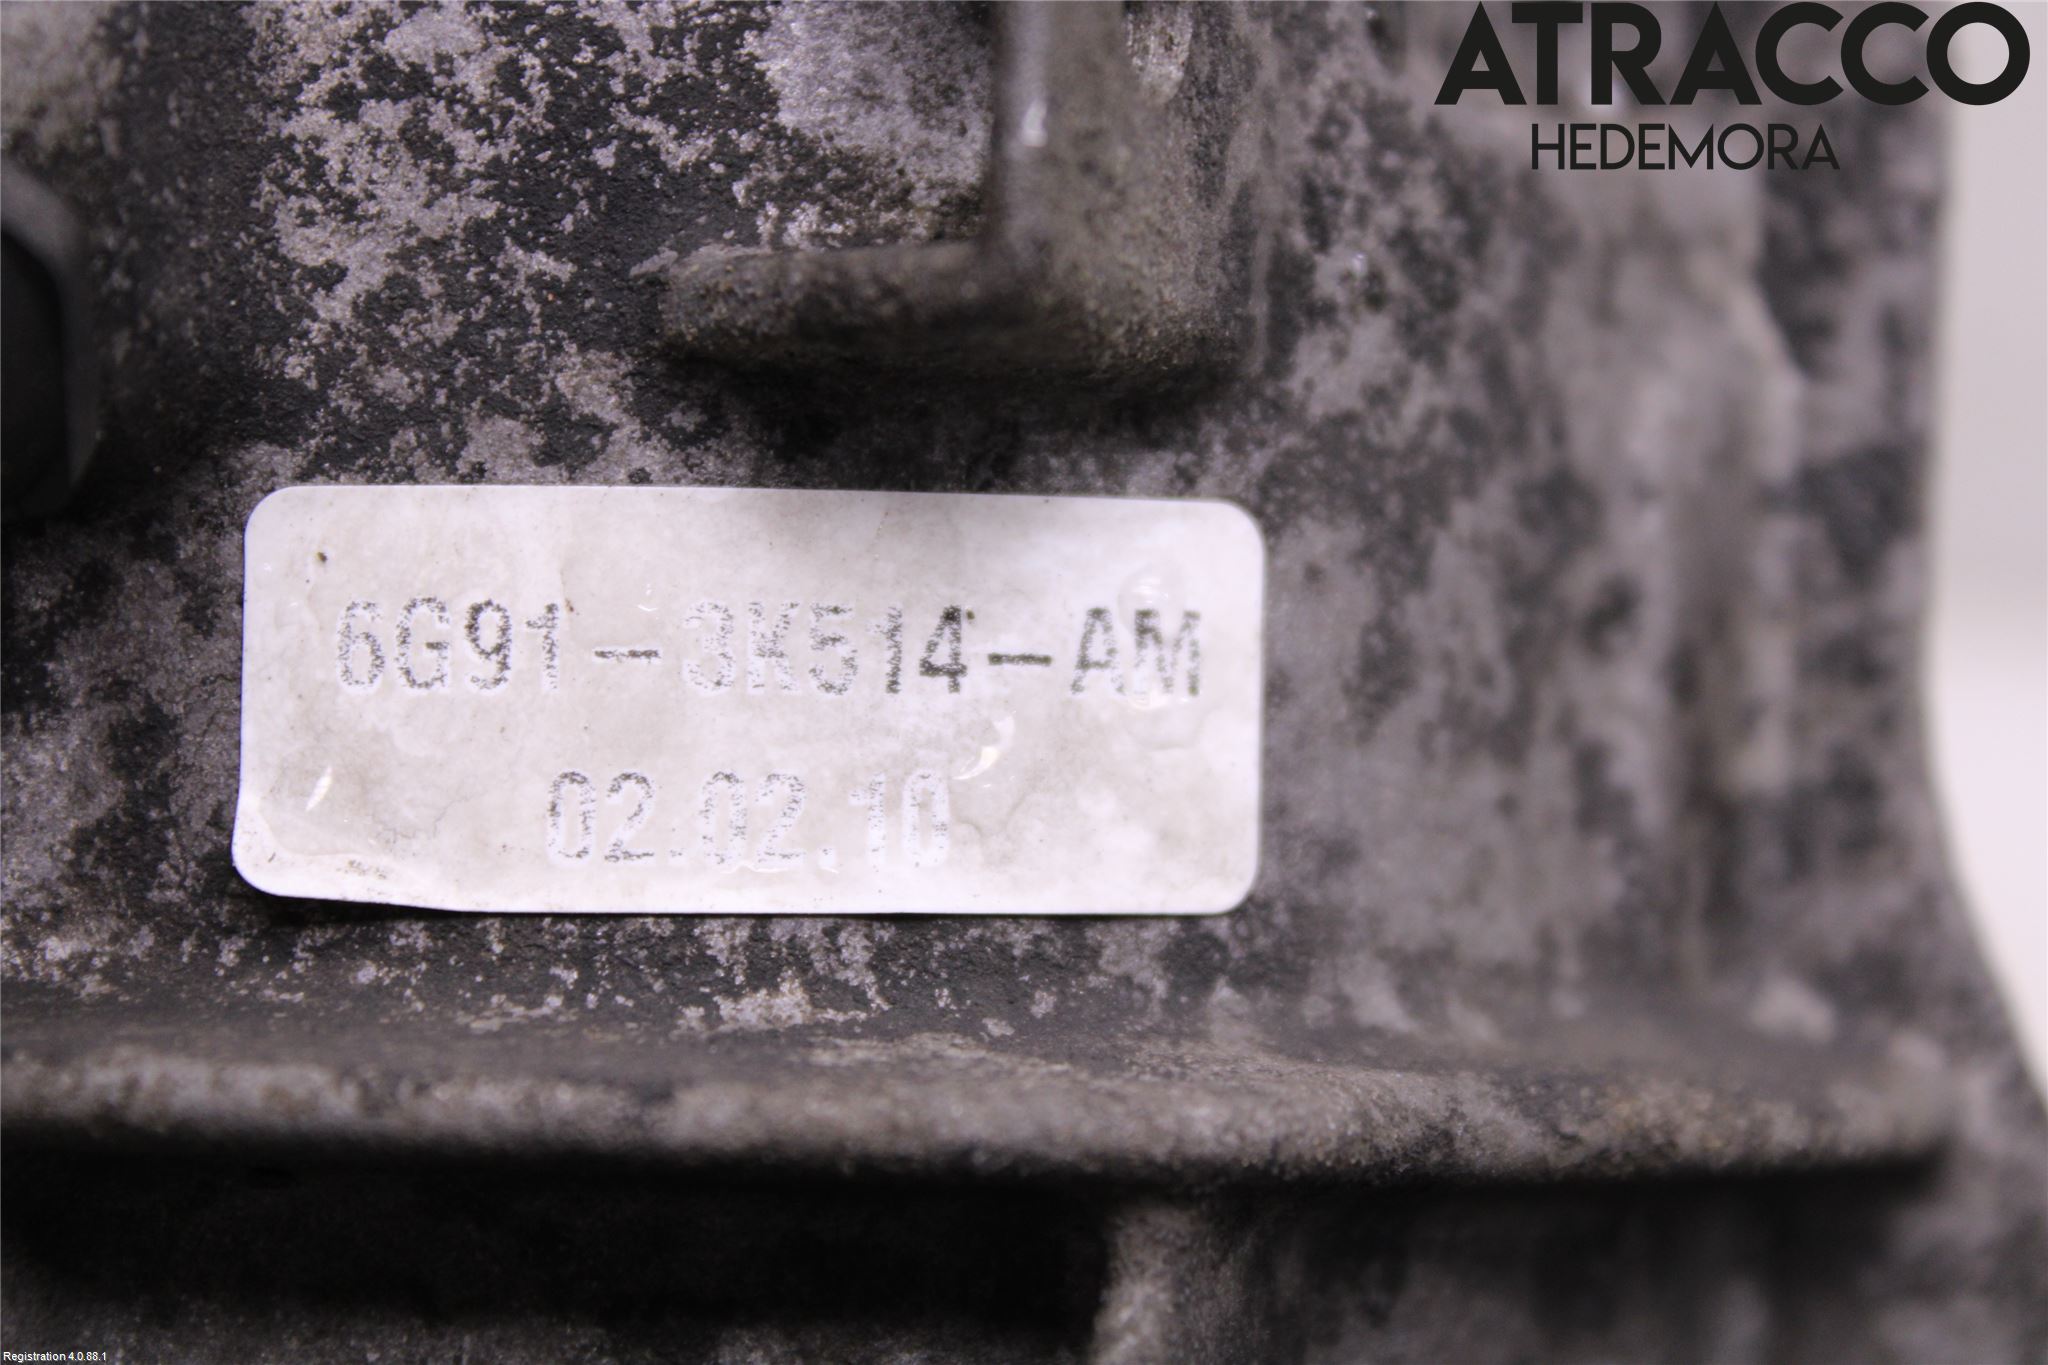 ATRACCO
HEDEMORA
6G91-3K514-AM
02.02.10
Registration 4.0.88.1